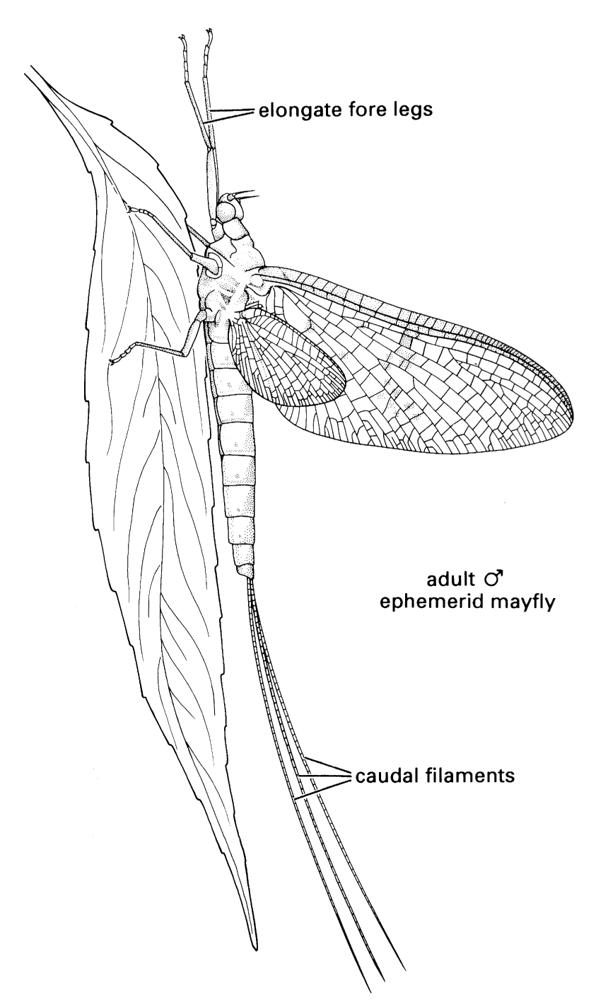 elongate fore legs
adult ♂
ephemerid mayfly
caudal filaments